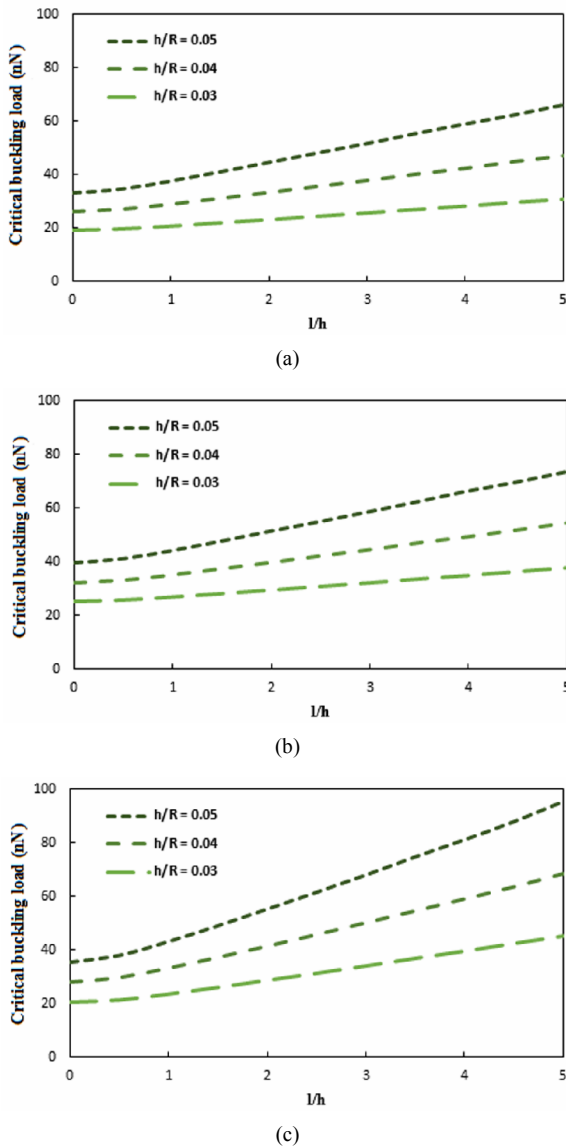 100
80
60
40
20
0
Critical buckling load (nN)
h/R = 0.05
h/R = 0.04
h/R = 0.03
0 1 2 3 4 5
l/h
(a)
100
80
60
40
20
0
Critical buckling load (nN)
h/R = 0.05
h/R = 0.04
h/R = 0.03
0 1 2 3 4 5
l/h
(b)
100
80
60
40
20
0
Critical buckling load (nN)
h/R = 0.05
h/R = 0.04
h/R = 0.03
0 1 2 3 4 5
l/h
(c)